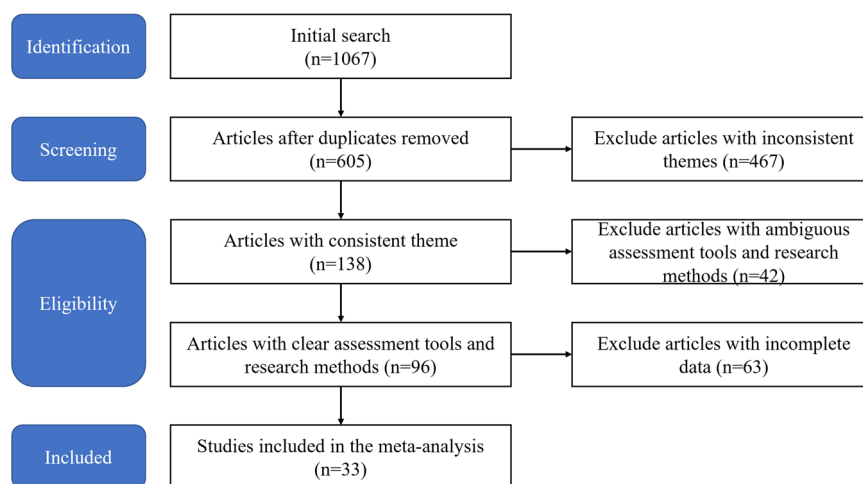 Identification
Initial search
(n=1067)
Screening
Articles after duplicates removed
(n=605)
Exclude articles with inconsistent
themes (n=467)
Eligibility
Articles with consistent theme
(n=138)
Exclude articles with ambiguous
assessment tools and research
methods (n=42)
Articles with clear assessment tools and
research methods (n=96)
Exclude articles with incomplete
data (n=63)
Included
Studies included in the meta-analysis
(n=33)